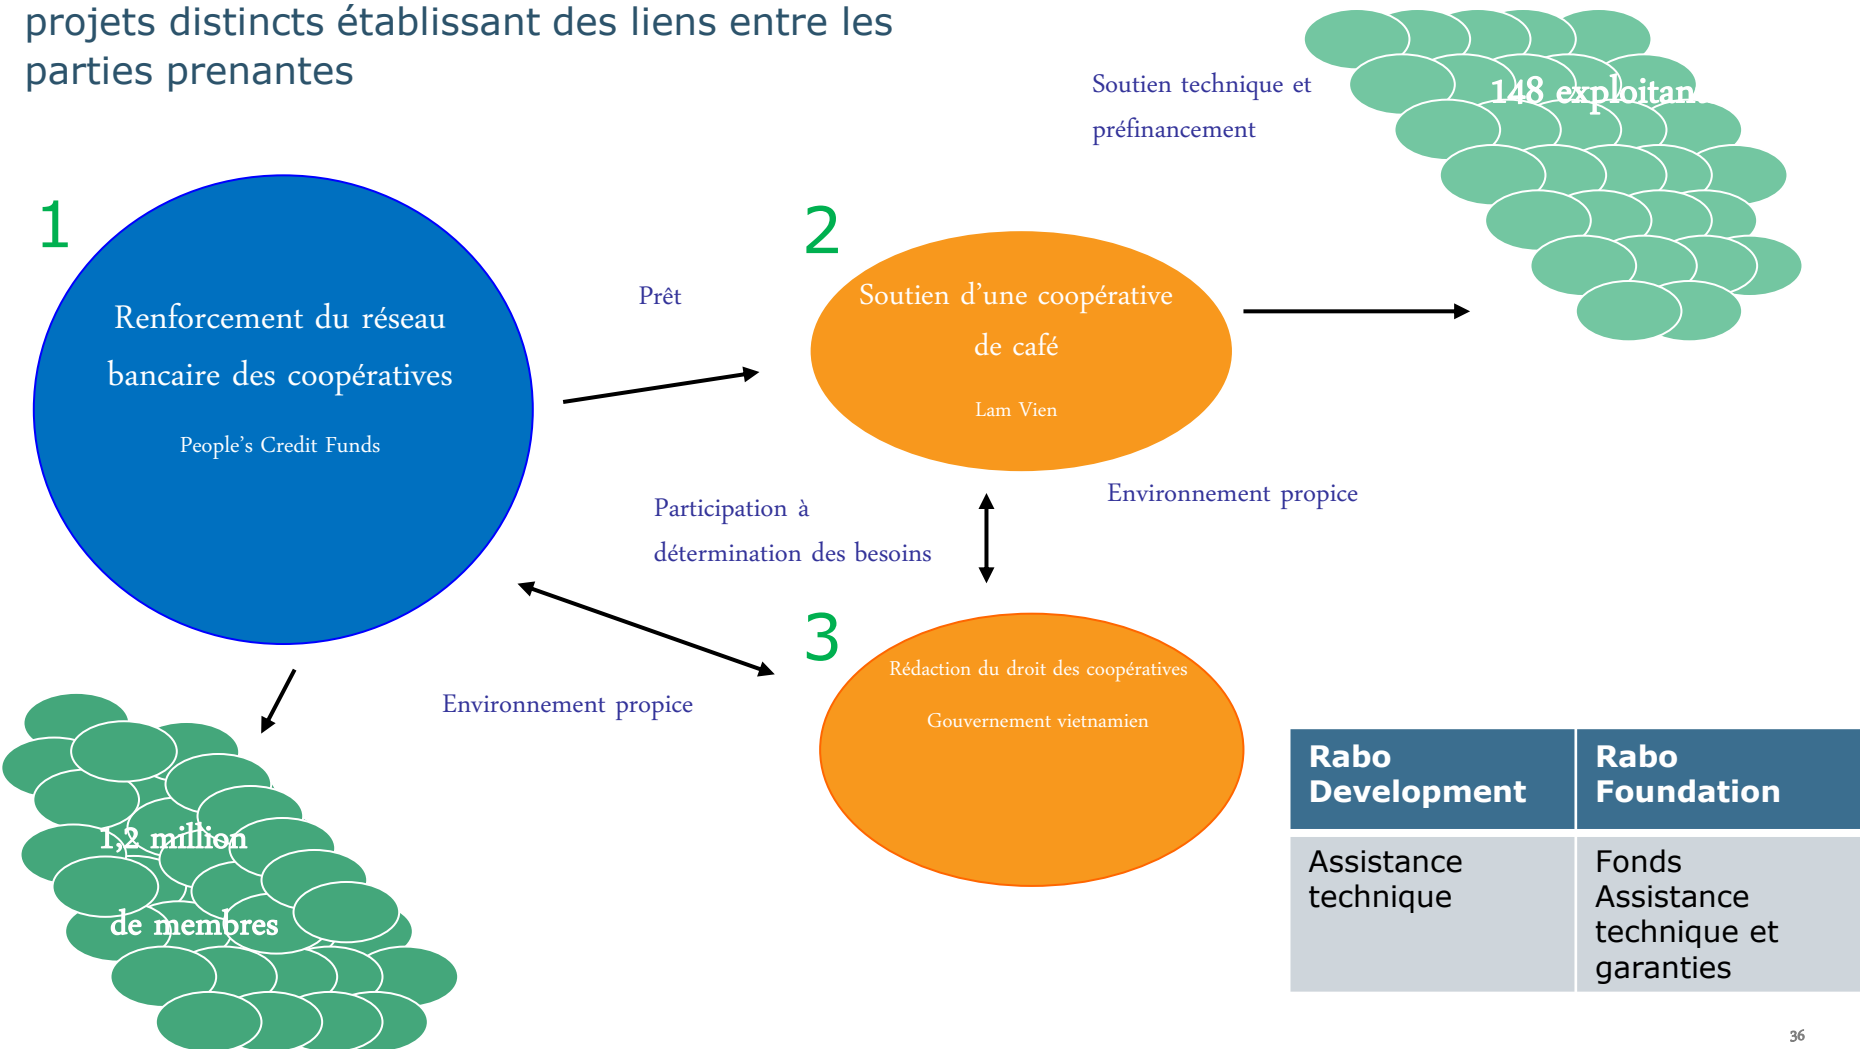 projets distincts établissant des liens entre les
parties prenantes
Soutien technique et
préfinancement
148 exploitan
1
Renforcement du réseau
bancaire des coopératives
People's Credit Funds
Prêt
2
Soutien d'une coopérative
de café
Lam Vien
Participation à
détermination des besoins
Environnement propice
3
Rédaction du droit des coopératives
Gouvernement vietnamien
Environnement propice
1,2 million
de membres
Rabo
Development
Rabo
Foundation
Assistance
technique
Fonds
Assistance
technique et
garanties
36